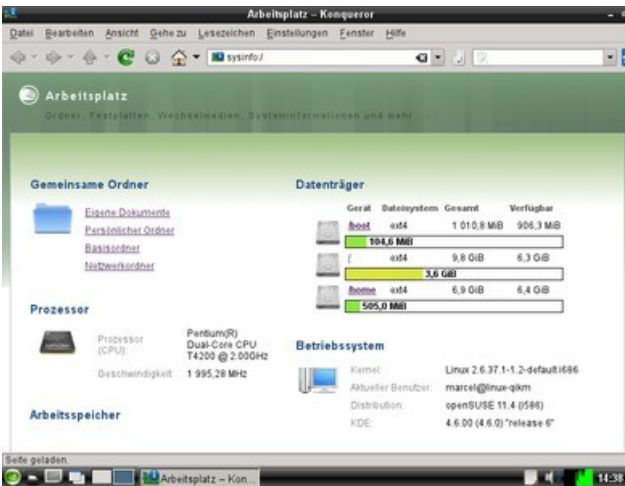 Arbeitsplatz – Konqueror
Datei Bearbeiten Ansicht Gehe zu Lesezeichen Einstellungen Fenster Hilfe
sysinfo:/
Arbeitsplatz
Ordner, Festplatten, Wechselmedien, Systeminformationen und mehr...
Gemeinsame Ordner
Eigene Dokumente
Persönlicher Ordner
Basisordner
Netzwerkordner
Prozessor
Prozessor (CPU): Pentium(R) Dual-Core CPU T4200 @ 2.00GHz
Geschwindigkeit: 1 995,28 MHz
Arbeitsspeicher
Datenträger
Gerät Dateisystem Gesamt Verfügbar
/boot ext4 1 010,8 MiB 906,3 MiB
104,6 MiB
/ ext4 9,8 GiB 6,3 GiB
3,6 GiB
/home ext4 6,9 GiB 6,4 GiB
505,0 MiB
Betriebssystem
Kernel: Linux 2.6.37.1-1.2-default i686
Aktueller Benutzer: marcel@linux-qikm
Distribution: openSUSE 11.4 (i586)
KDE: 4.6.00 (4.6.0) "release 6"
Seite geladen.
Arbeitsplatz – Kon...
14:38